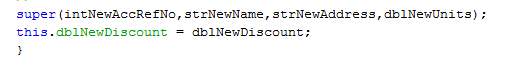 super(intNewAccRefNo,strNewName,strNewAddress,dblNewUnits);
this.dblNewDiscount = dblNewDiscount;
}